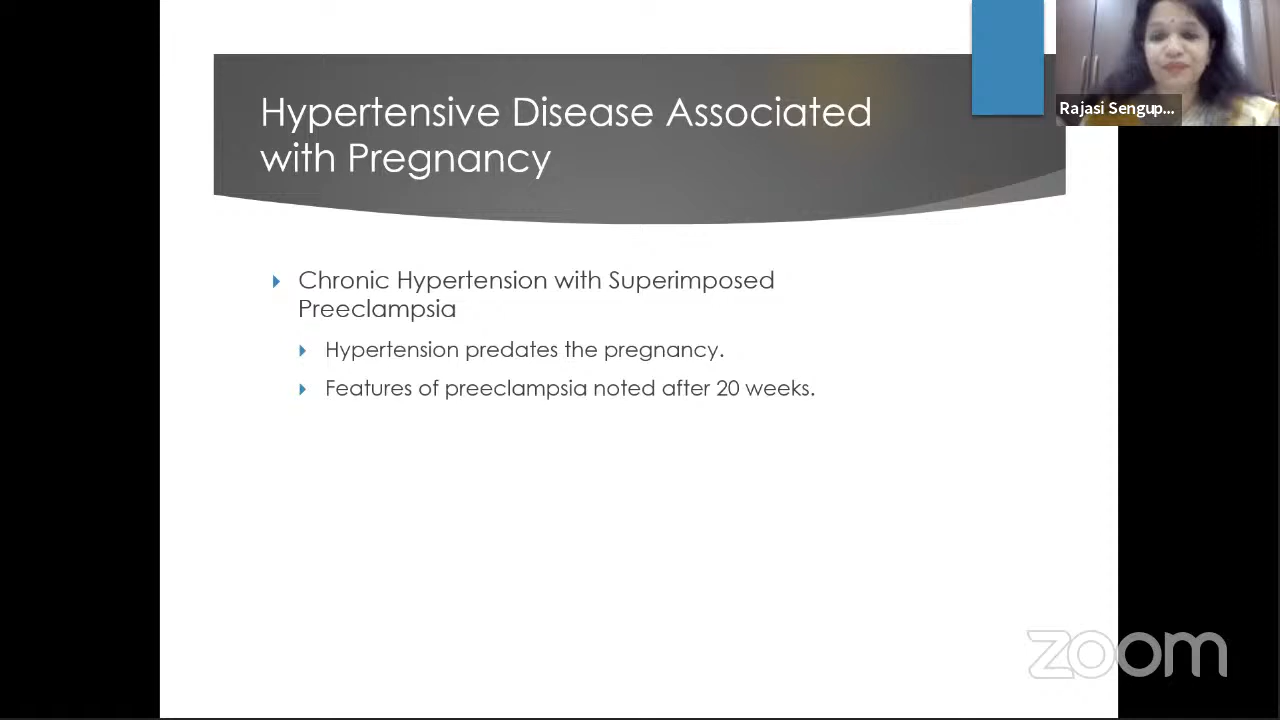 Hypertensive Disease Associated
with Pregnancy
Rajasi Sengup...
Chronic Hypertension with Superimposed
Preeclampsia
Hypertension predates the pregnancy.
Features of preeclampsia noted after 20 weeks.
zoom